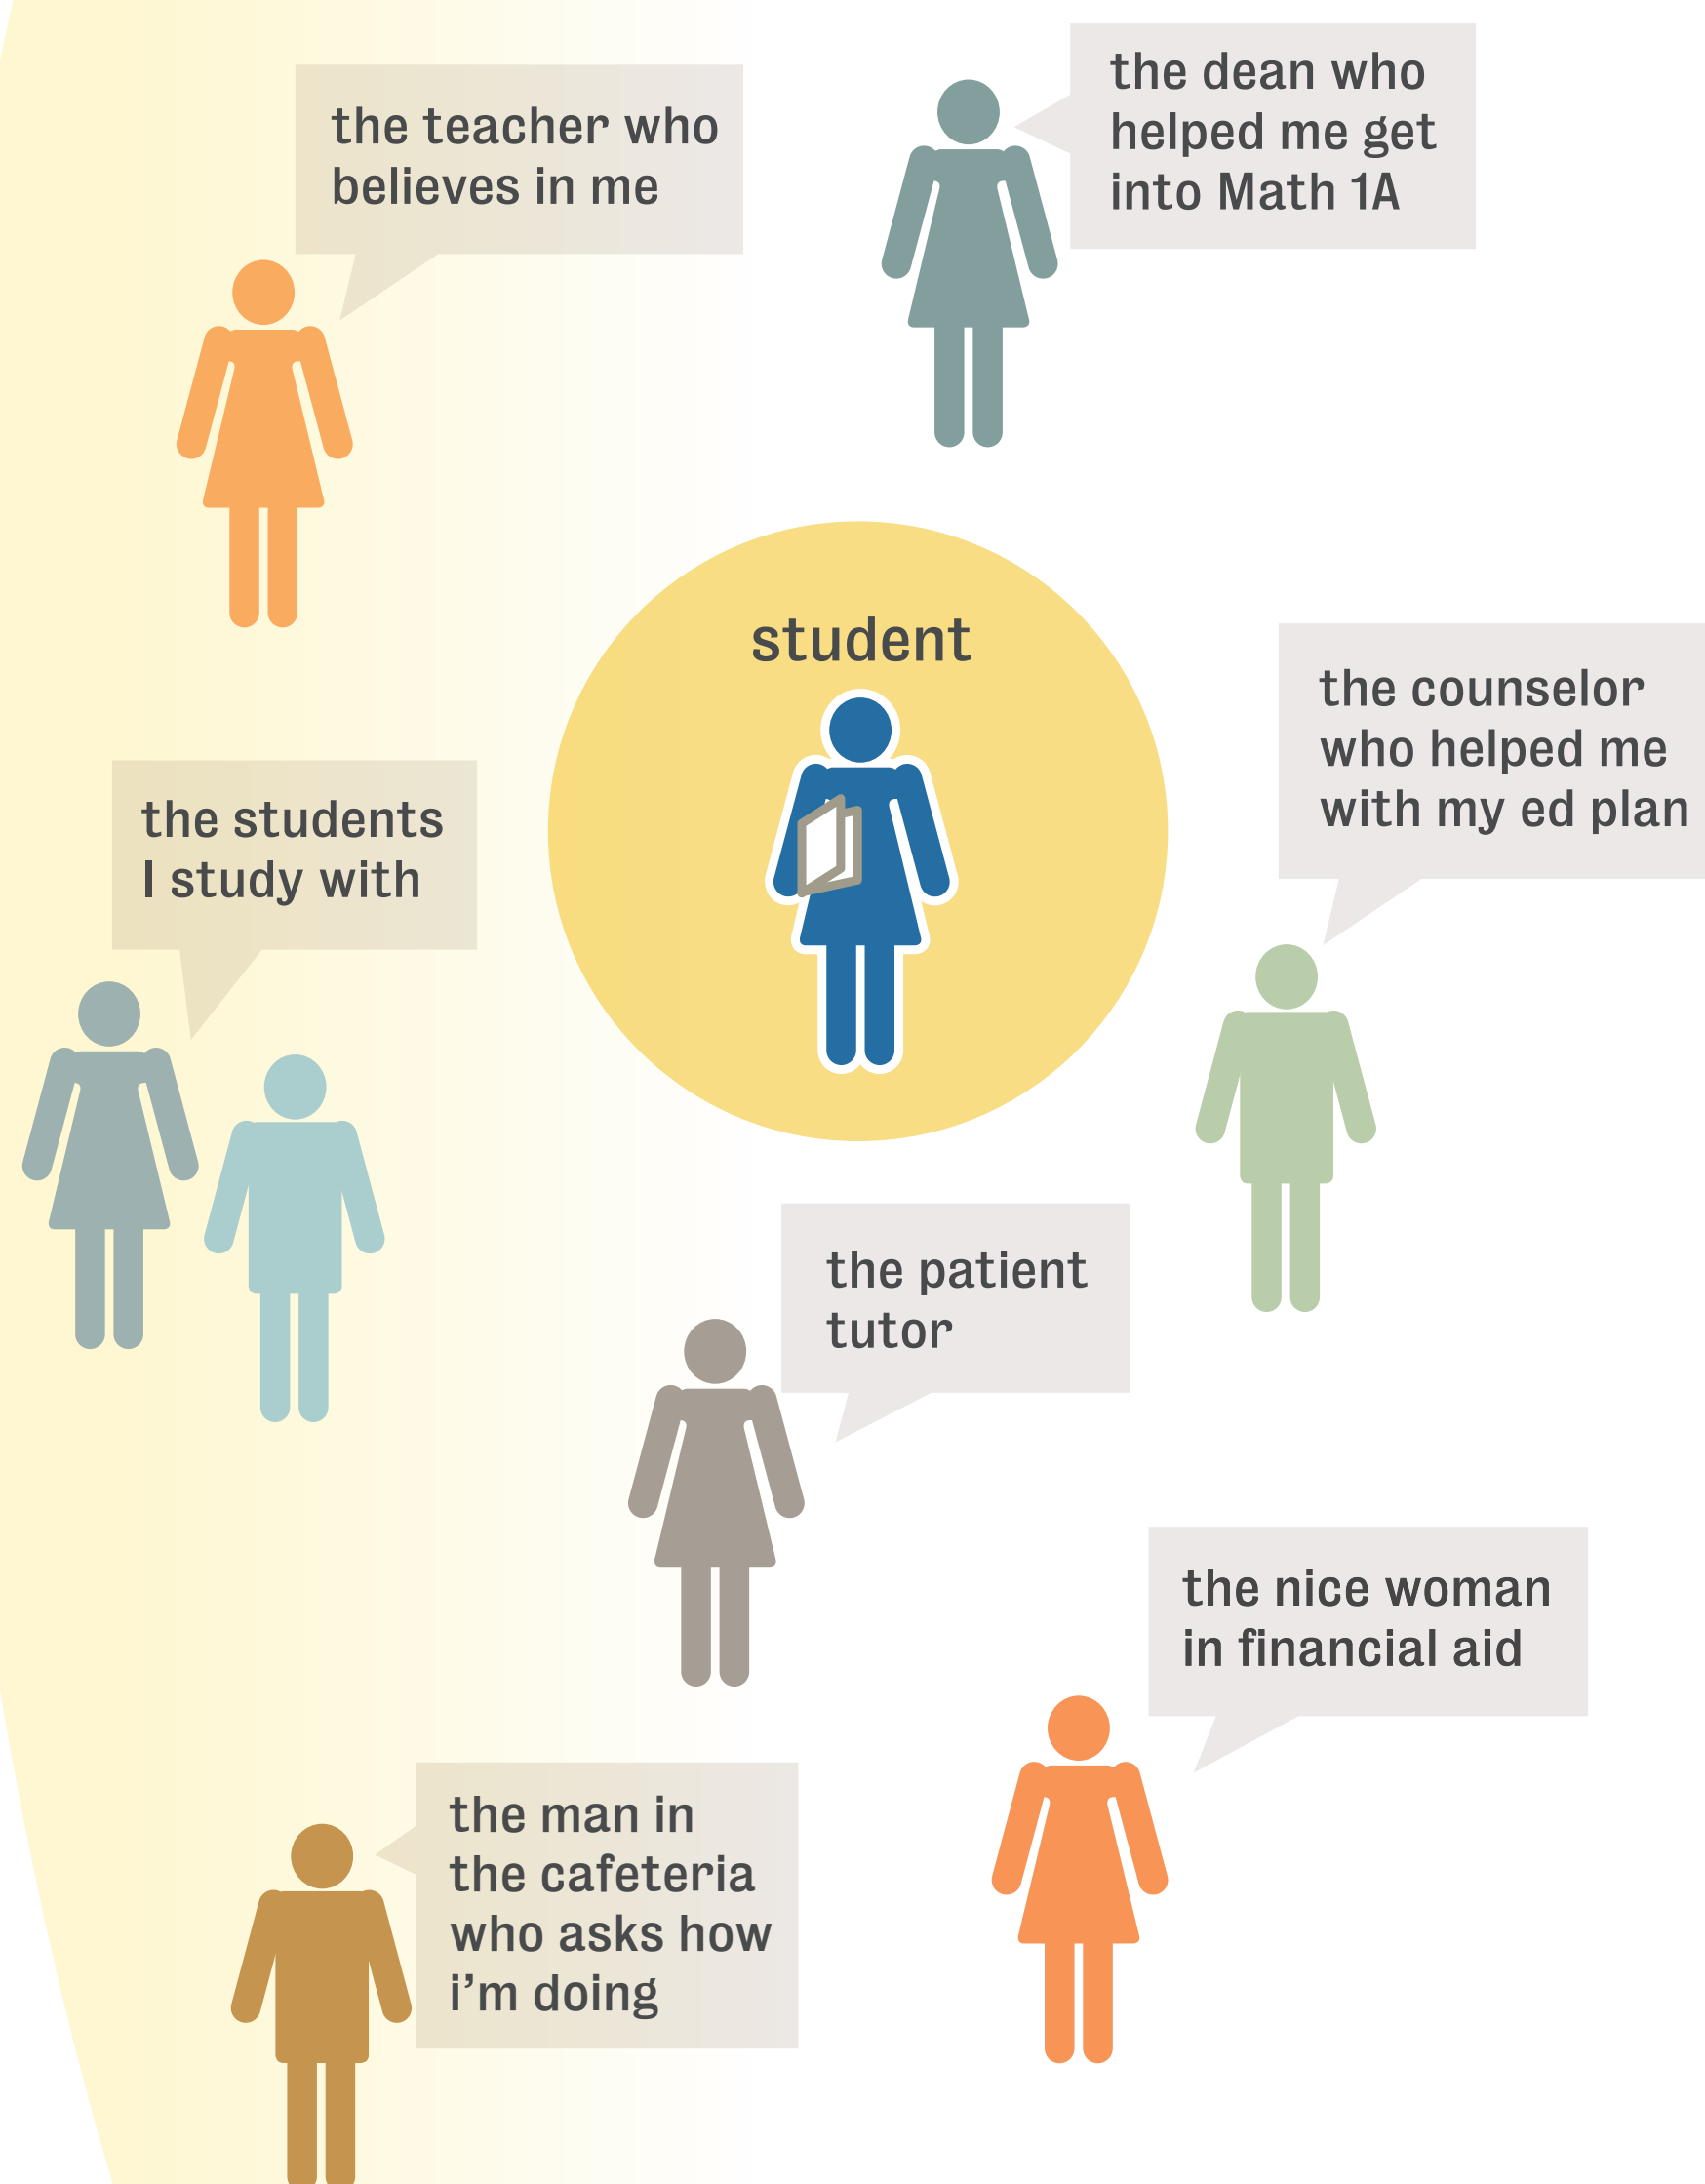 the teacher who
believes in me
the dean who
helped me get
into Math 1A
student
the counselor
who helped me
with my ed plan
the students
I study with
the patient
tutor
the nice woman
in financial aid
the man in
the cafeteria
who asks how
i’m doing